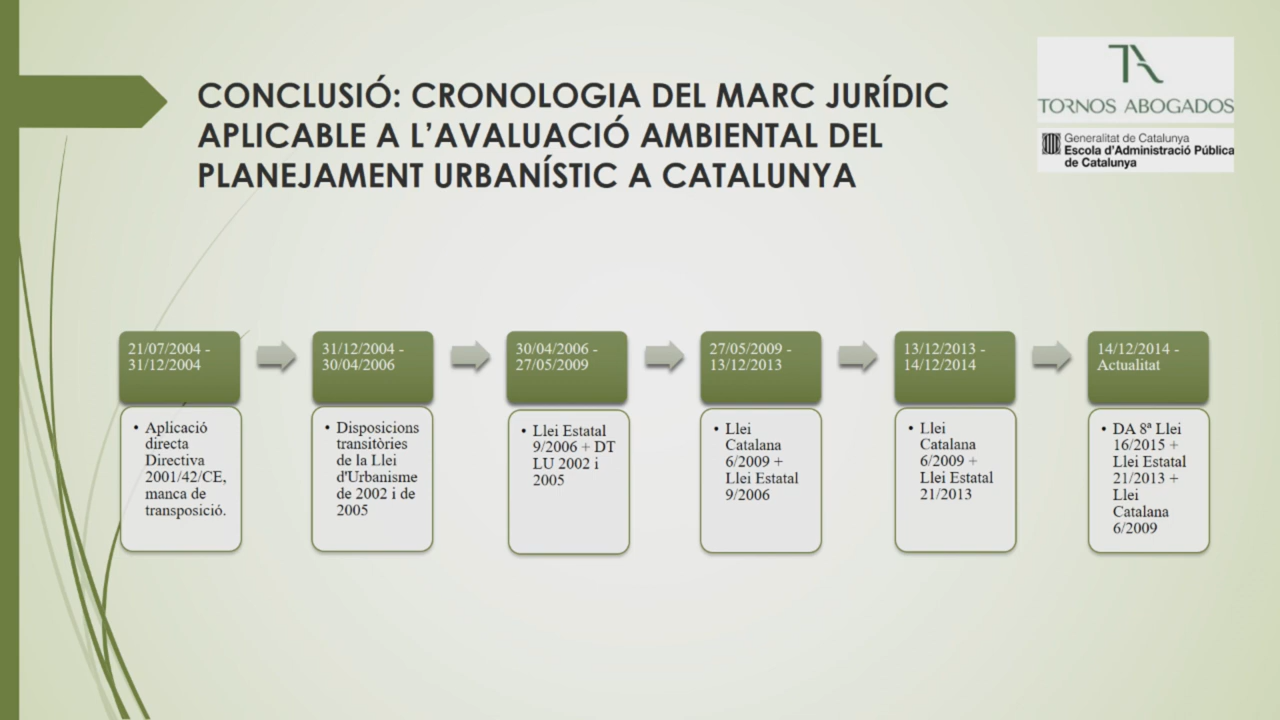 CONCLUSIÓ: CRONOLOGIA DEL MARC JURÍDIC
APLICABLE A L'AVALUACIÓ AMBIENTAL DEL
PLANEJAMENT URBANÍSTIC A CATALUNYA
TA
TORNOS ABOGADOS
Generalitat de Catalunya
Escola d'Administració Pública
de Catalunya
21/07/2004 -
31/12/2004
• Aplicació
directa
Directiva
2001/42/CE,
manca de
transposició.
31/12/2004 -
30/04/2006
• Disposicions
transitòries
de la Llei
d'Urbanisme
de 2002 i de
2005
30/04/2006 -
27/05/2009
• Llei Estatal
9/2006 + DT
LU 2002 i
2005
27/05/2009 -
13/12/2013
• Llei
Catalana
6/2009 +
Llei Estatal
9/2006
13/12/2013 -
14/12/2014
• Llei
Catalana
6/2009 +
Llei Estatal
21/2013
14/12/2014 -
Actualitat
• DA 8ª Llei
16/2015 +
Llei Estatal
21/2013 +
Llei
Catalana
6/2009